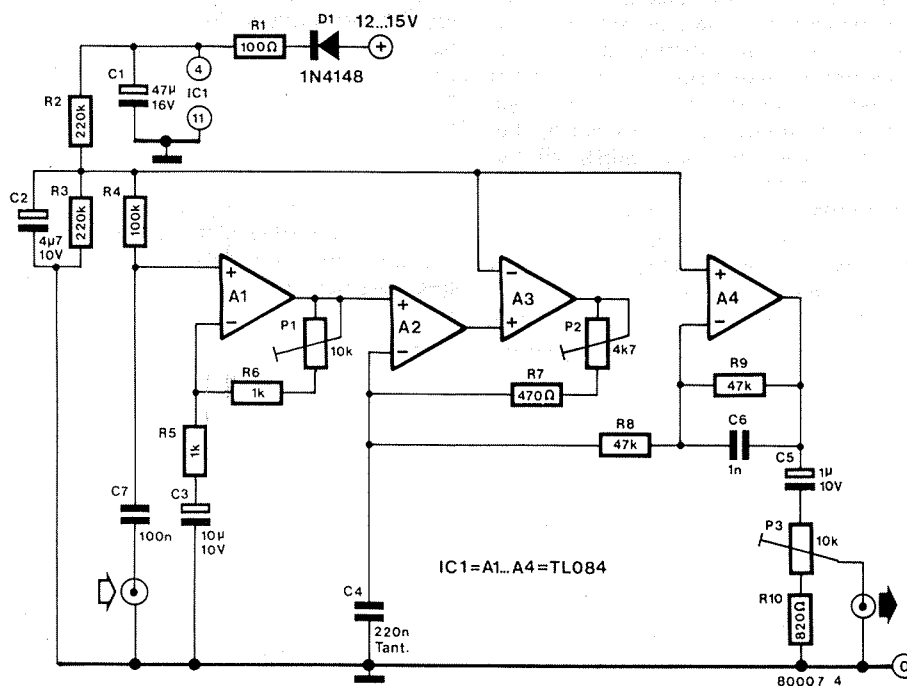 12...15V
R1
100Ω
D1
1N4148
+
4
IC1
11
C1
47µ
16V
R2
220k
R3
220k
R4
100k
C2
4µ7
10V
+
A1
−
P1
10k
+
A2
−
−
A3
+
P2
4k7
+
A4
−
R6
1k
R7
470Ω
R9
47k
R5
1k
R8
47k
C6
1n
C5
1µ
10V
C7
100n
C3
10µ
10V
P3
10k
IC1=A1...A4=TL084
C4
220n
Tant.
R10
820Ω
80007 4
0